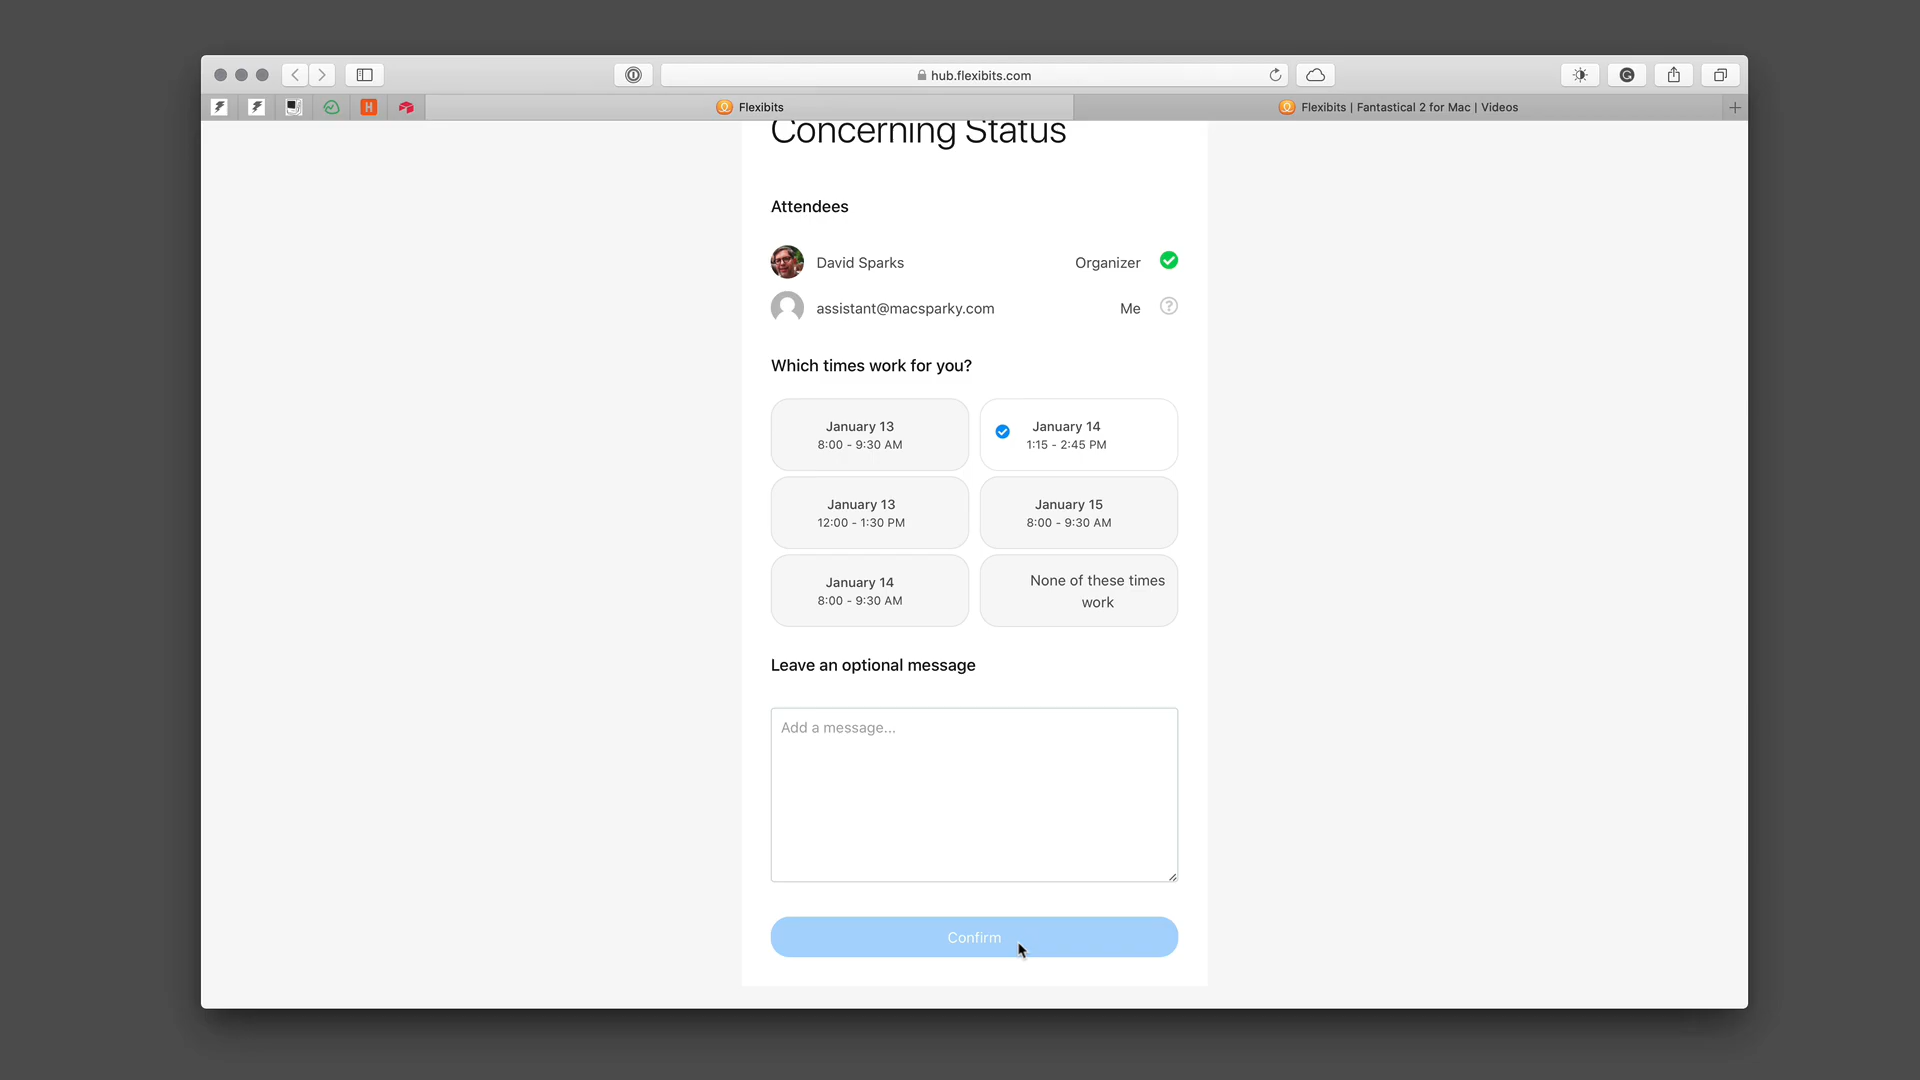 hub.flexibits.com
H
Flexibits
Flexibits | Fantastical 2 for Mac | Videos
Concerning Status
Attendees
David Sparks
Organizer
assistant@macsparky.com
Me
?
Which times work for you?
January 13
8:00 - 9:30 AM
January 14
1:15 - 2:45 PM
January 13
12:00 - 1:30 PM
January 15
8:00 - 9:30 AM
January 14
8:00 - 9:30 AM
None of these times
work
Leave an optional message
Add a message...
Confirm